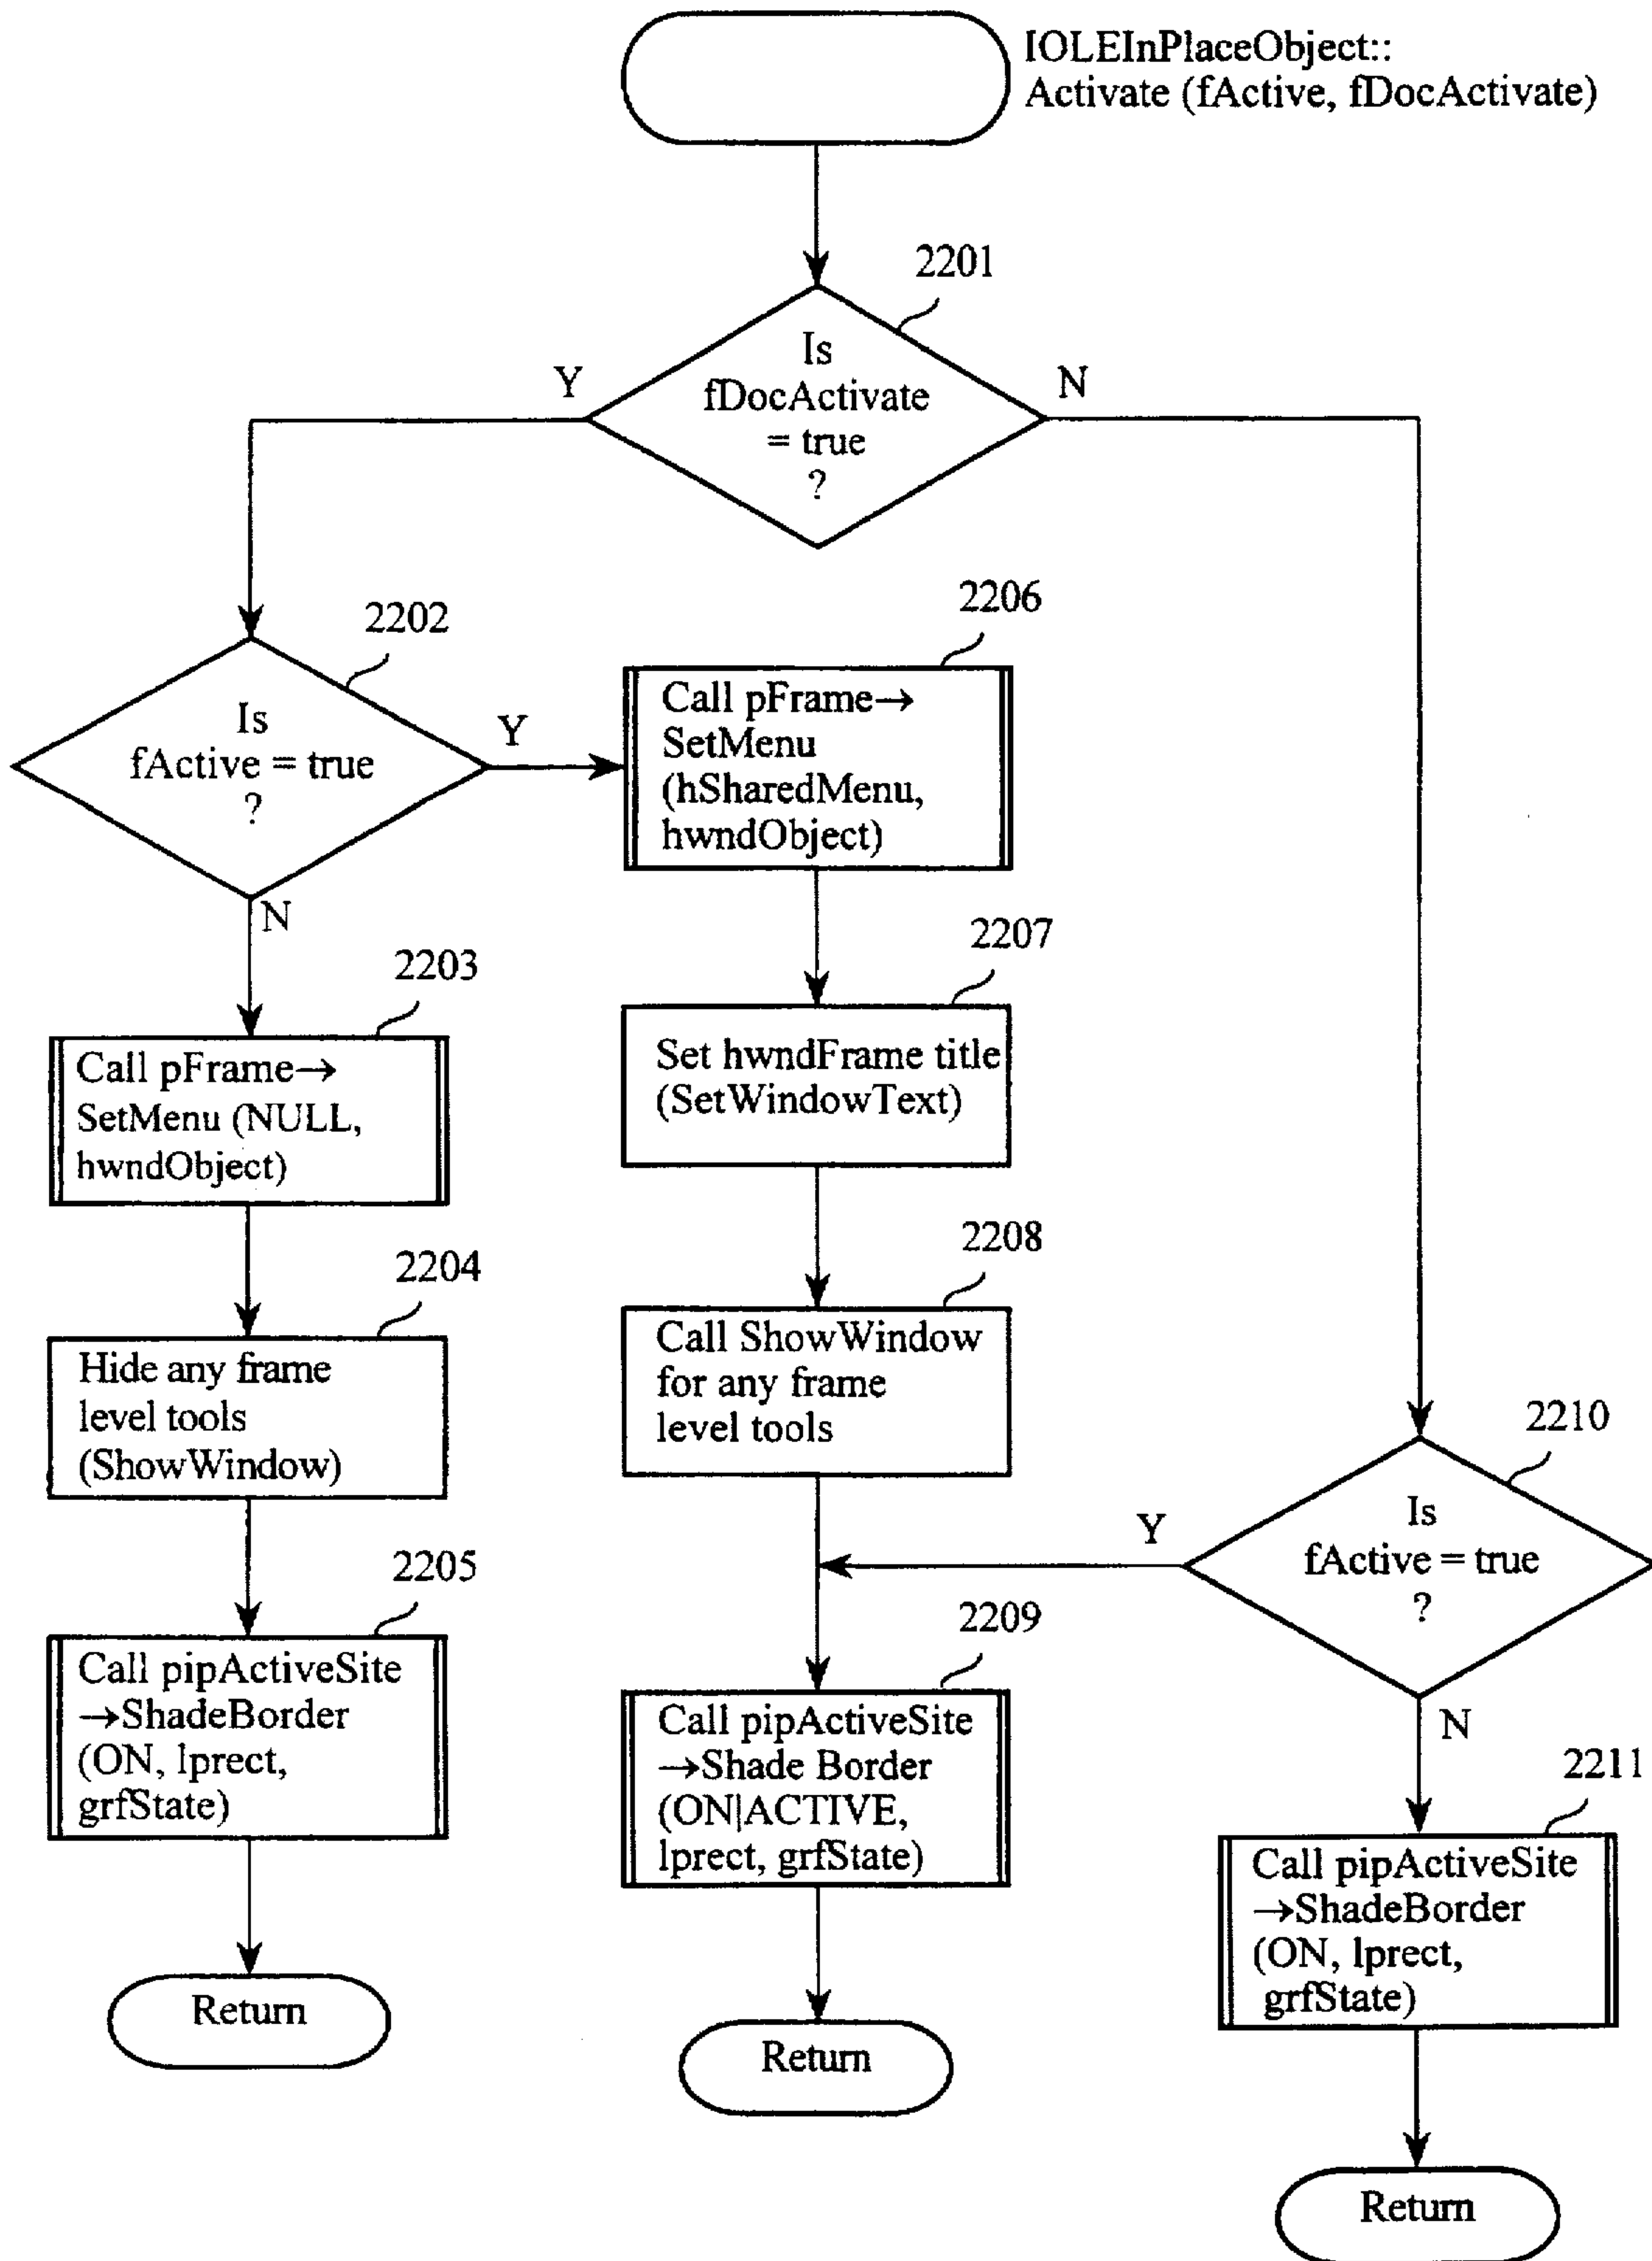 IOLEInPlaceObject::
Activate (fActive, fDocActivate)
2201
Is
fDocActivate
= true
?
Y
N
2202
Is
fActive = true
?
Y
N
2206
Call pFrame→
SetMenu
(hSharedMenu,
hwndObject)
2203
Call pFrame→
SetMenu (NULL,
hwndObject)
2207
Set hwndFrame title
(SetWindowText)
2204
Hide any frame
level tools
(ShowWindow)
2208
Call ShowWindow
for any frame
level tools
2210
Is
fActive = true
?
Y
N
2205
Call pipActiveSite
→ShadeBorder
(ON, lprect,
grfState)
2209
Call pipActiveSite
→Shade Border
(ON|ACTIVE,
lprect, grfState)
2211
Call pipActiveSite
→ShadeBorder
(ON, lprect,
grfState)
Return
Return
Return